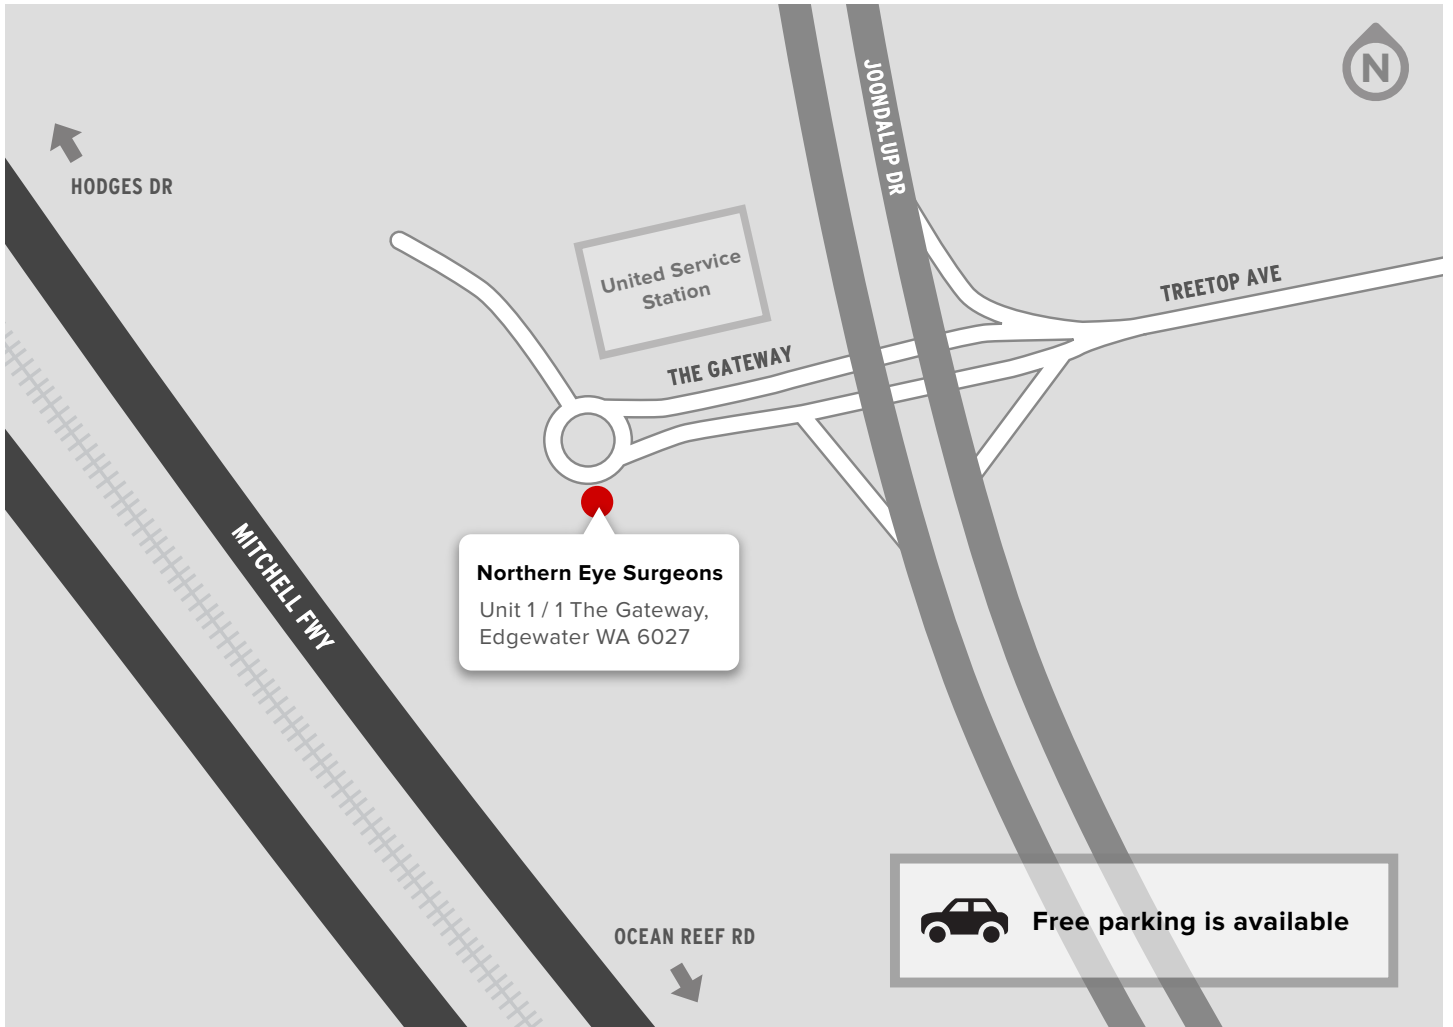 N
JOONDALUP DR
HODGES DR
United Service
Station
TREETOP AVE
THE GATEWAY
MITCHELL FWY
Northern Eye Surgeons
Unit 1 / 1 The Gateway,
Edgewater WA 6027
OCEAN REEF RD
Free parking is available